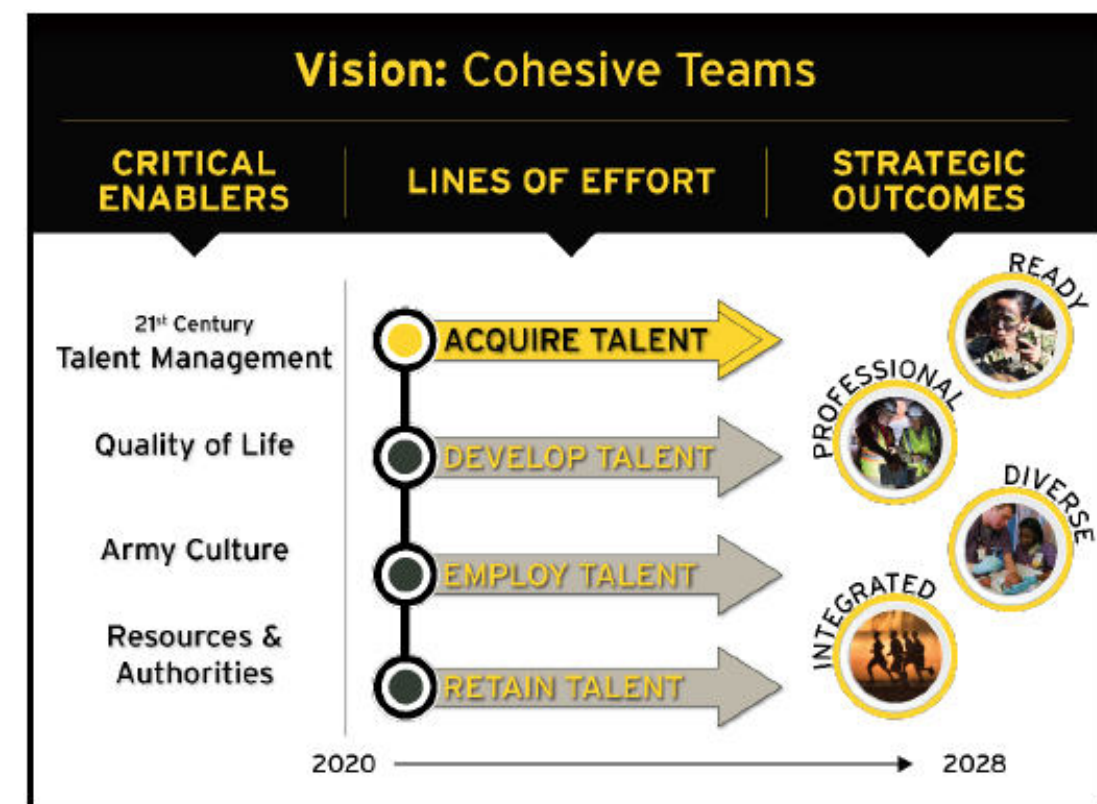 Vision: Cohesive Teams
CRITICAL
ENABLERS
LINES OF EFFORT
STRATEGIC
OUTCOMES
21st Century
Talent Management
Quality of Life
Army Culture
Resources &
Authorities
ACQUIRE TALENT
DEVELOP TALENT
EMPLOY TALENT
RETAIN TALENT
READY
PROFESSIONAL
DIVERSE
INTEGRATED
2020
2028